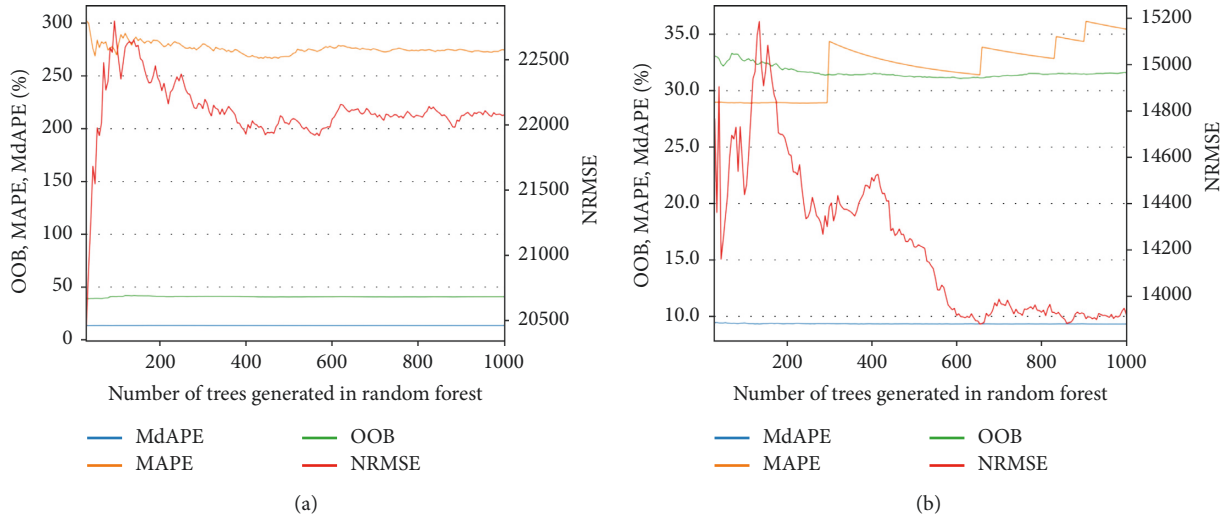 OOB, MAPE, MdAPE (%)
300
250
200
150
100
50
0
22500
22000
21500
21000
20500
NRMSE
200 400 600 800 1000
Number of trees generated in random forest
MdAPE OOB
MAPE NRMSE
(a)
OOB, MAPE, MdAPE (%)
35.0
30.0
25.0
20.0
15.0
10.0
15200
15000
14800
14600
14400
14200
14000
NRMSE
200 400 600 800 1000
Number of trees generated in random forest
MdAPE OOB
MAPE NRMSE
(b)